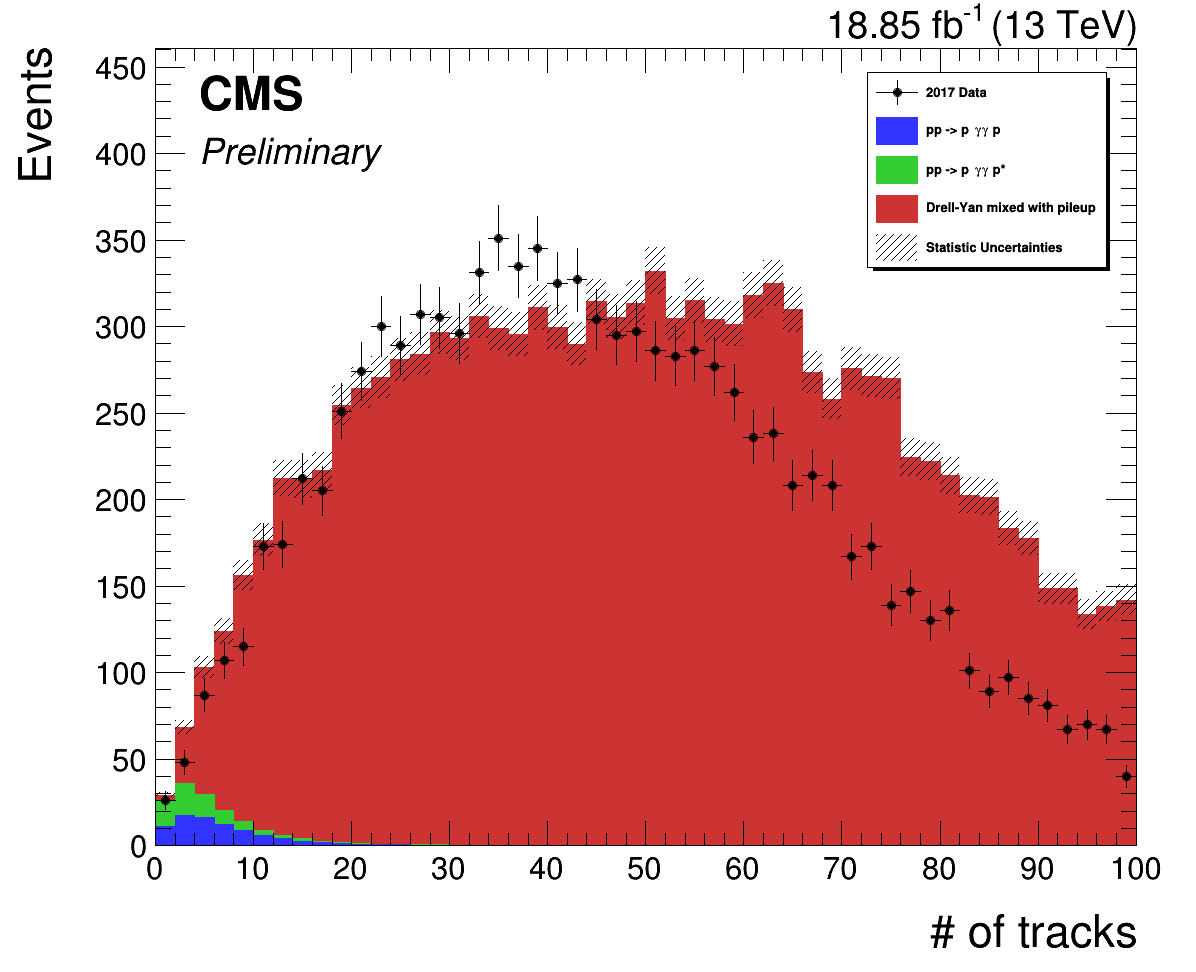 18.85 fb⁻¹ (13 TeV)
Events
CMS
Preliminary
2017 Data
pp -> p γγ p
pp -> p γγ p*
Drell-Yan mixed with pileup
Statistic Uncertainties
450
400
350
300
250
200
150
100
50
0
0 10 20 30 40 50 60 70 80 90 100
# of tracks